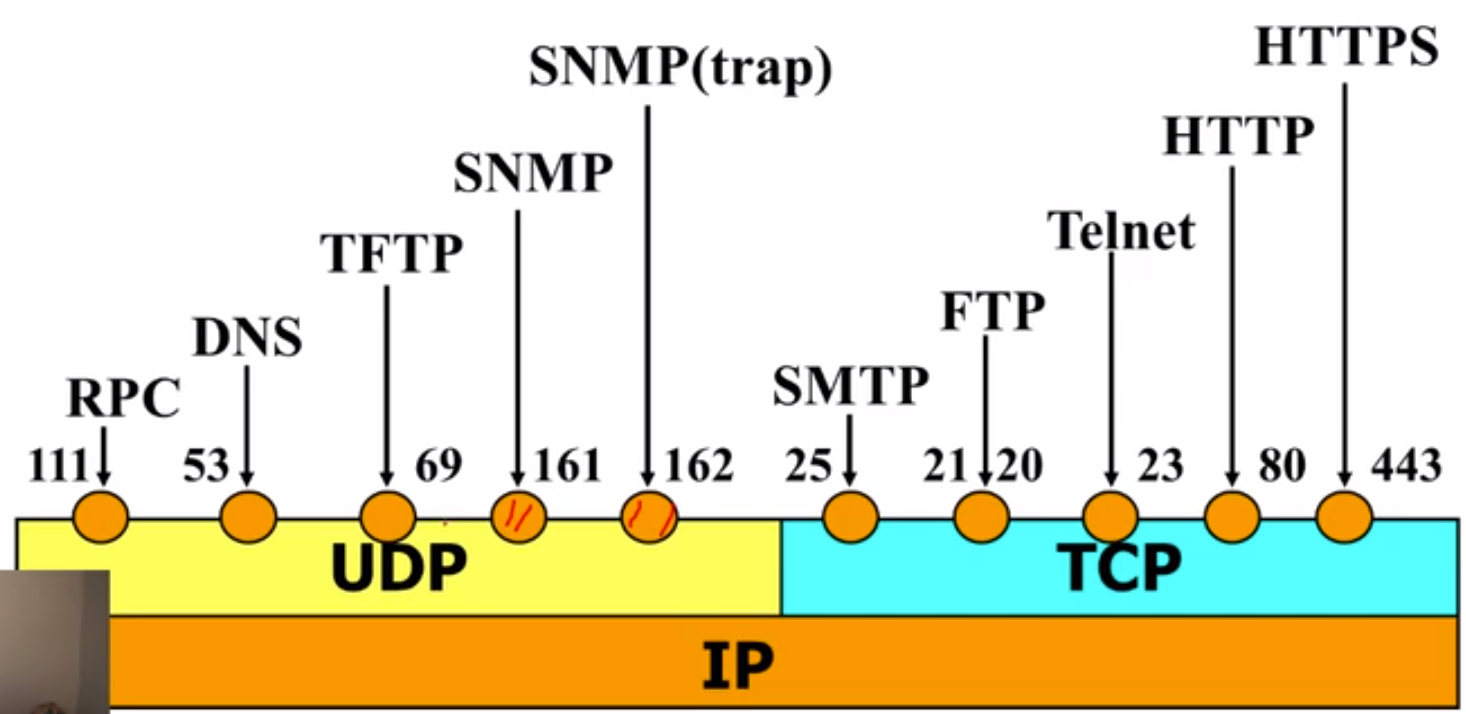 HTTPS
SNMP(trap)
HTTP
SNMP
Telnet
TFTP
FTP
DNS
SMTP
RPC
111 53 69 161 162 25 21 20 23 80 443
UDP TCP
IP